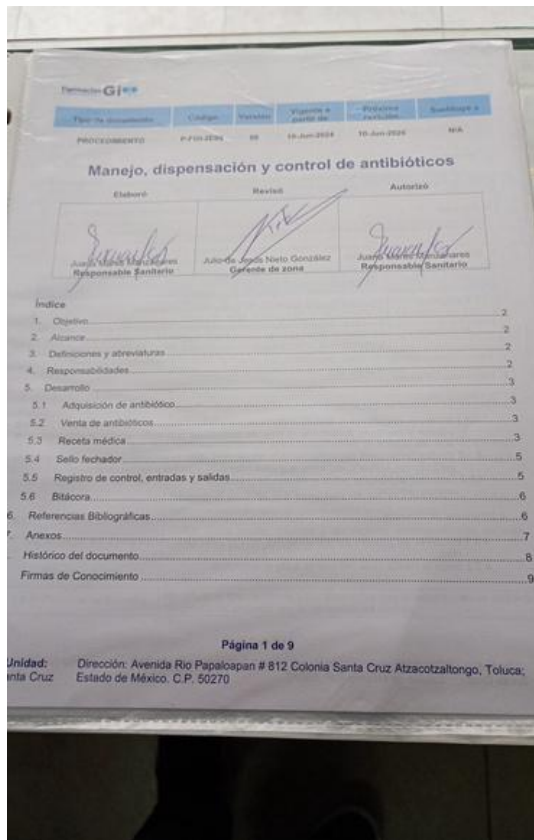 Farmacias Gi
Tipo de documento Código Versión Vigente a partir de Próxima revisión Sustituye a
PROCEDIMIENTO 00 10-Jun-2024 10-Jun-2026 N/A
Manejo, dispensación y control de antibióticos
Elaboró Revisó Autorizó
Responsable Sanitario Julio de Jesús Nieto González Responsable Sanitario
Gerente de zona
Índice
1. Objetivo 2
2. Alcance 2
3. Definiciones y abreviaturas 2
4. Responsabilidades 2
5. Desarrollo 3
5.1 Adquisición de antibiótico 3
5.2 Venta de antibióticos 3
5.3 Receta médica 3
5.4 Sello fechador 5
5.5 Registro de control, entradas y salidas 5
5.6 Bitácora 6
6. Referencias Bibliográficas 6
7. Anexos 7
Histórico del documento 8
Firmas de Conocimiento 9
Página 1 de 9
Unidad: Dirección: Avenida Rio Papaloapan # 812 Colonia Santa Cruz Atzacotzaltongo, Toluca;
nta Cruz Estado de México. C.P. 50270